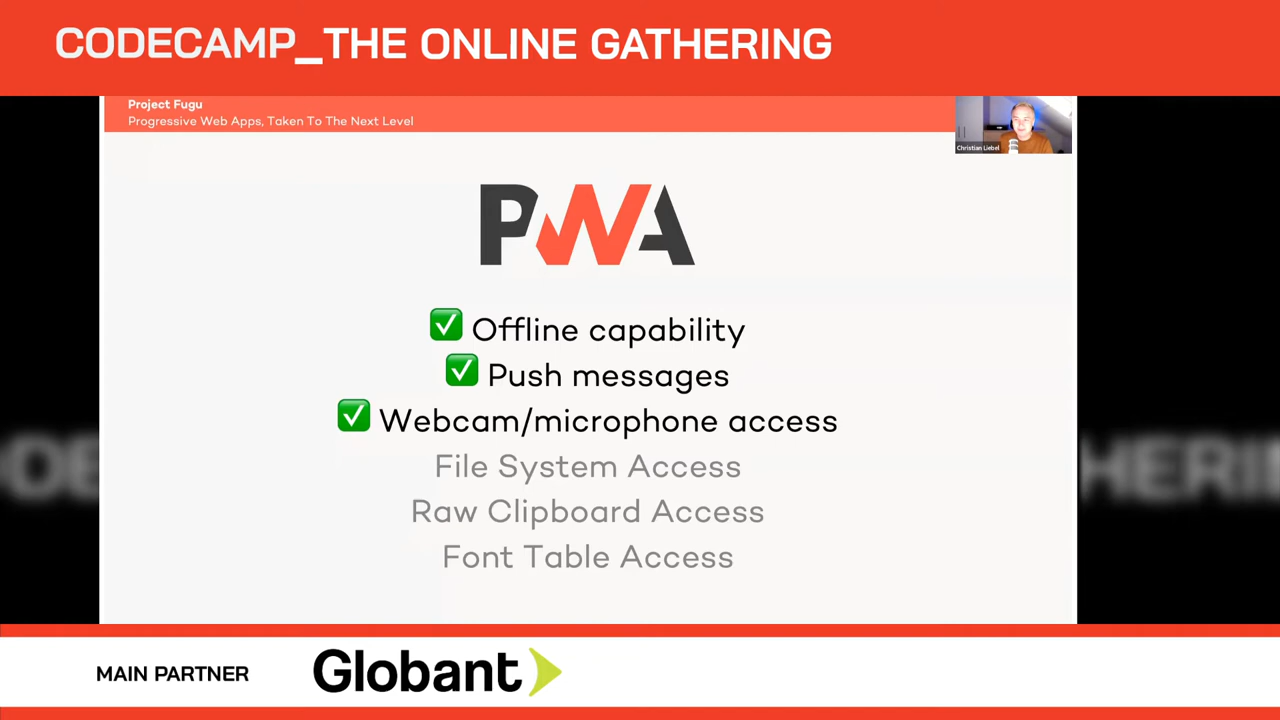 CODECAMP_THE ONLINE GATHERING
Project Fugu
Progressive Web Apps, Taken To The Next Level
Christian Liebel
PWA
✅ Offline capability
✅ Push messages
✅ Webcam/microphone access
File System Access
Raw Clipboard Access
Font Table Access
MAIN PARTNER
Globant